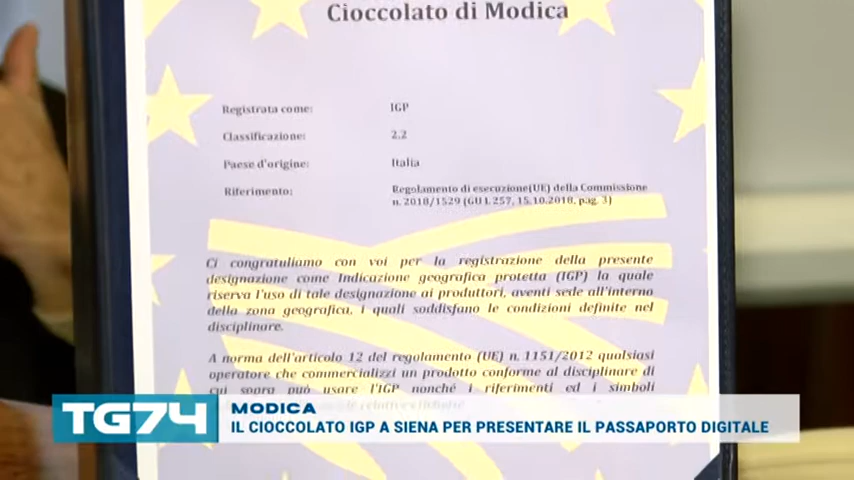 Cioccolato di Modica
Registrata come: IGP
Classificazione: 2.2
Paese d'origine: Italia
Riferimento: Regolamento di esecuzione(UE) della Commissione
n. 2018/1529 (GU L 257, 15.10.2018, pag. 3)
Ci congratuliamo con voi per la registrazione della presente
designazione come Indicazione geografica protetta (IGP) la quale
riserva l'uso di tale designazione ai produttori, aventi sede all'interno
della zona geografica, i quali soddisfano le condizioni definite nel
disciplinare.
A norma dell'articolo 12 del regolamento (UE) n. 1151/2012 qualsiasi
operatore che commercializzi un prodotto conforme al disciplinare di
cui sopra può usare l'IGP nonché i riferimenti ed i simboli
TG74
MODICA
IL CIOCCOLATO IGP A SIENA PER PRESENTARE IL PASSAPORTO DIGITALE